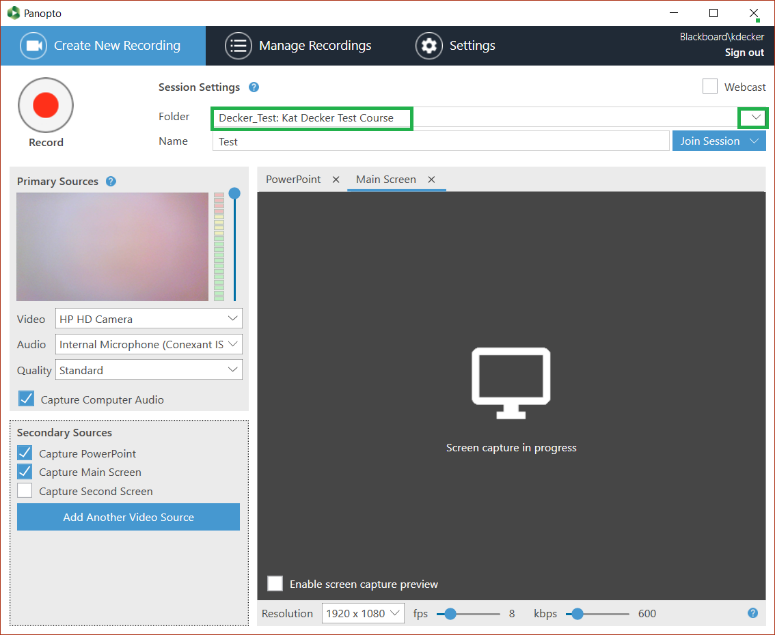 Panopto
Create New Recording
Manage Recordings
Settings
Blackboard\kdecker
Sign out
Record
Session Settings ?
Webcast
Folder
Decker_Test: Kat Decker Test Course
Name
Test
Join Session
Primary Sources ?
Video
HP HD Camera
Audio
Internal Microphone (Conexant IS
Quality
Standard
Capture Computer Audio
Secondary Sources
Capture PowerPoint
Capture Main Screen
Capture Second Screen
Add Another Video Source
PowerPoint
Main Screen
Screen capture in progress
Enable screen capture preview
Resolution 1920 x 1080 fps 8 kbps 600 ?